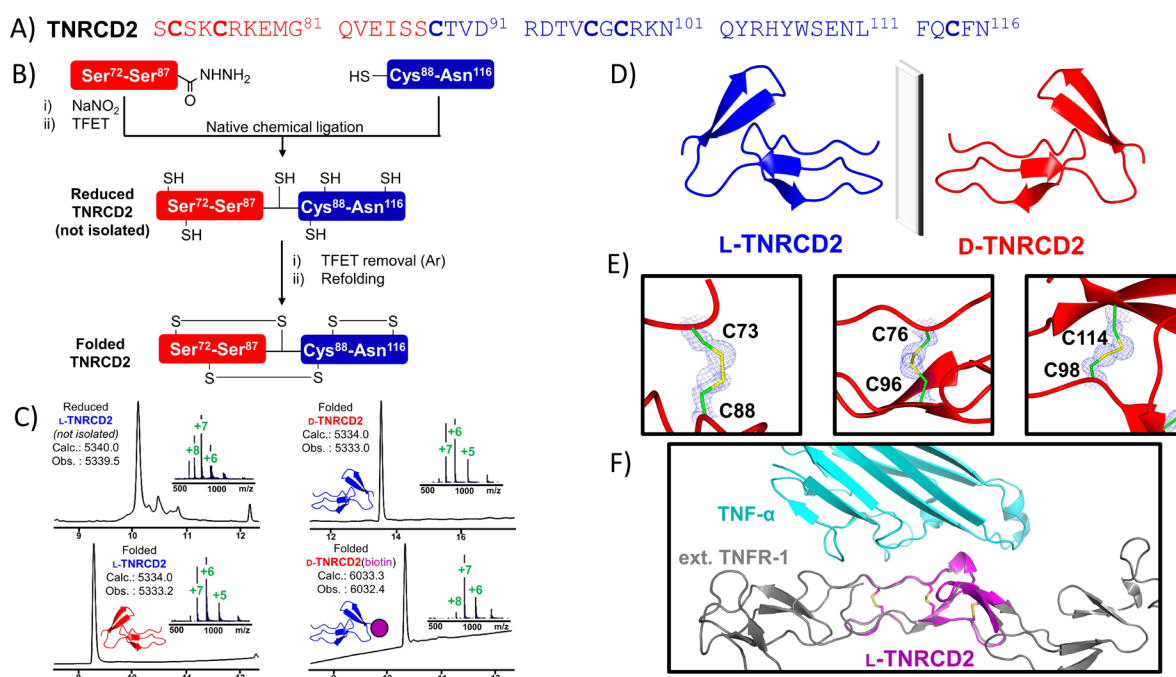 A) TNRCD2 SCSKCRKEMG81 QVEISSCTVD91 RDTVCGCRKN101 QYRHYWSENL111 FQCFN116
B)
Ser72-Ser87
NHNH2
O
HS
Cys88-Asn116
i) NaNO2
ii) TFET
Native chemical ligation
SH SH SH
Reduced
TNRCD2
(not isolated)
Ser72-Ser87
Cys88-Asn116
SH SH
i) TFET removal (Ar)
ii) Refolding
S S S S
Folded
TNRCD2
Ser72-Ser87
Cys88-Asn116
S S
C)
Reduced
L-TNRCD2
(not isolated)
Calc.: 5340.0
Obs. : 5339.5
+8 +7 +6
500 1000 m/z
9 10 11 12
Folded
D-TNRCD2
Calc.: 5334.0
Obs. : 5333.0
+7 +6 +5
500 1000 m/z
12 14 16
Folded
L-TNRCD2
Calc.: 5334.0
Obs. : 5333.2
+7 +6 +5
500 1000 m/z
Folded
D-TNRCD2(biotin)
Calc.: 6033.3
Obs. : 6032.4
+8 +7 +6
500 1000 m/z
D)
L-TNRCD2
D-TNRCD2
E)
C73
C88
C76
C96
C114
C98
F)
TNF-α
ext. TNFR-1
L-TNRCD2